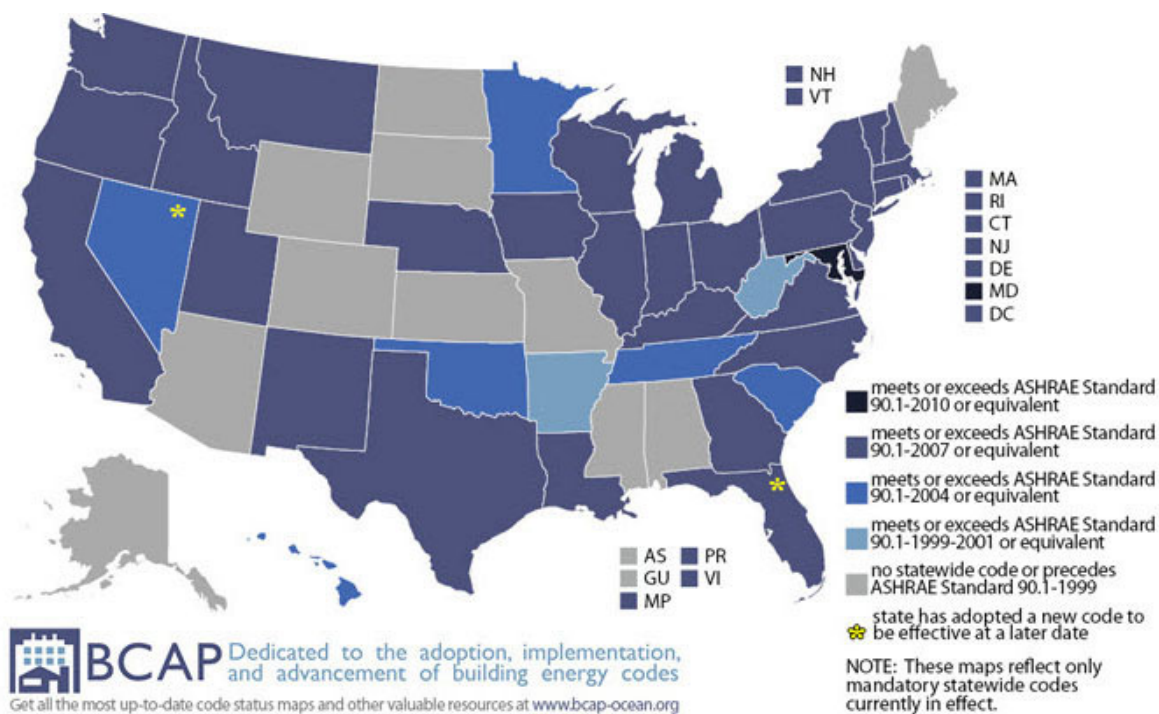 NH
VT
MA
RI
CT
NJ
DE
MD
DC
meets or exceeds ASHRAE Standard
90.1-2010 or equivalent
meets or exceeds ASHRAE Standard
90.1-2007 or equivalent
meets or exceeds ASHRAE Standard
90.1-2004 or equivalent
meets or exceeds ASHRAE Standard
90.1-1999-2001 or equivalent
no statewide code or precedes
ASHRAE Standard 90.1-1999
* state has adopted a new code to
be effective at a later date
NOTE: These maps reflect only
mandatory statewide codes
currently in effect.
AS PR
GU VI
MP
BCAP Dedicated to the adoption, implementation,
and advancement of building energy codes
Get all the most up-to-date code status maps and other valuable resources at www.bcap-ocean.org